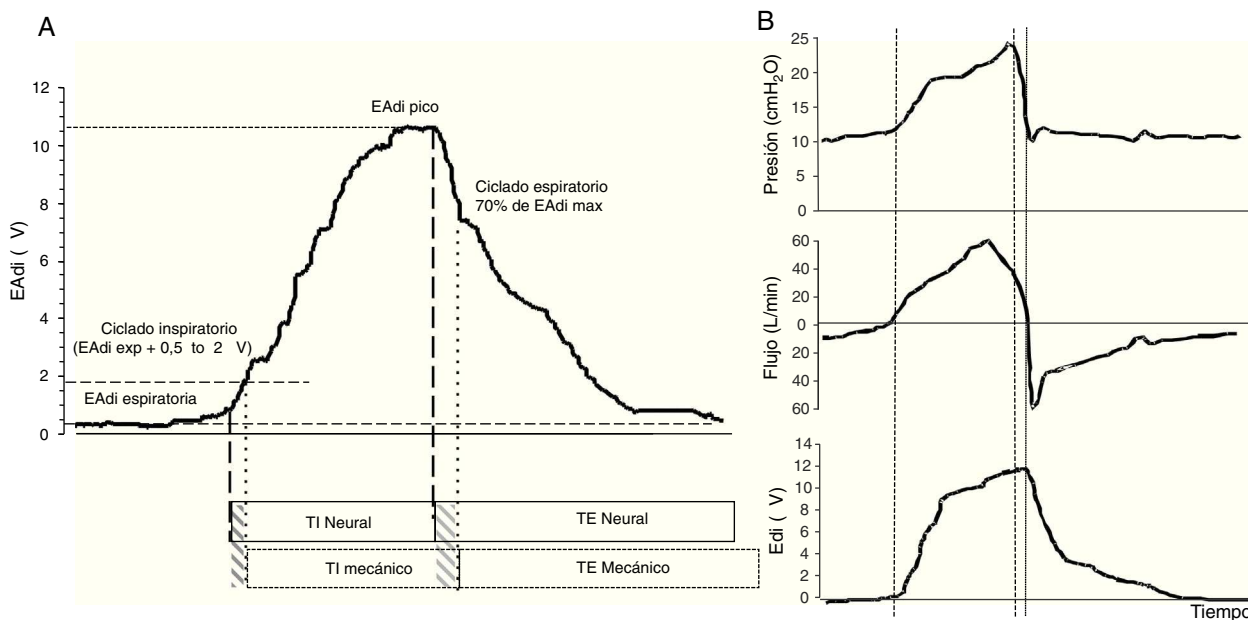 A
EAdi ( V)
12
10
8
6
4
2
0
EAdi pico
Ciclado espiratorio
70% de EAdi max
Ciclado inspiratorio
(EAdi exp + 0,5 to 2 V)
EAdi espiratoria
TI Neural
TE Neural
TI mecánico
TE Mecánico
B
Presión (cmH2O)
25
20
15
10
5
0
Flujo (L/min)
60
40
20
0
20
40
60
Edi ( V)
14
12
10
8
6
4
2
0
Tiempo